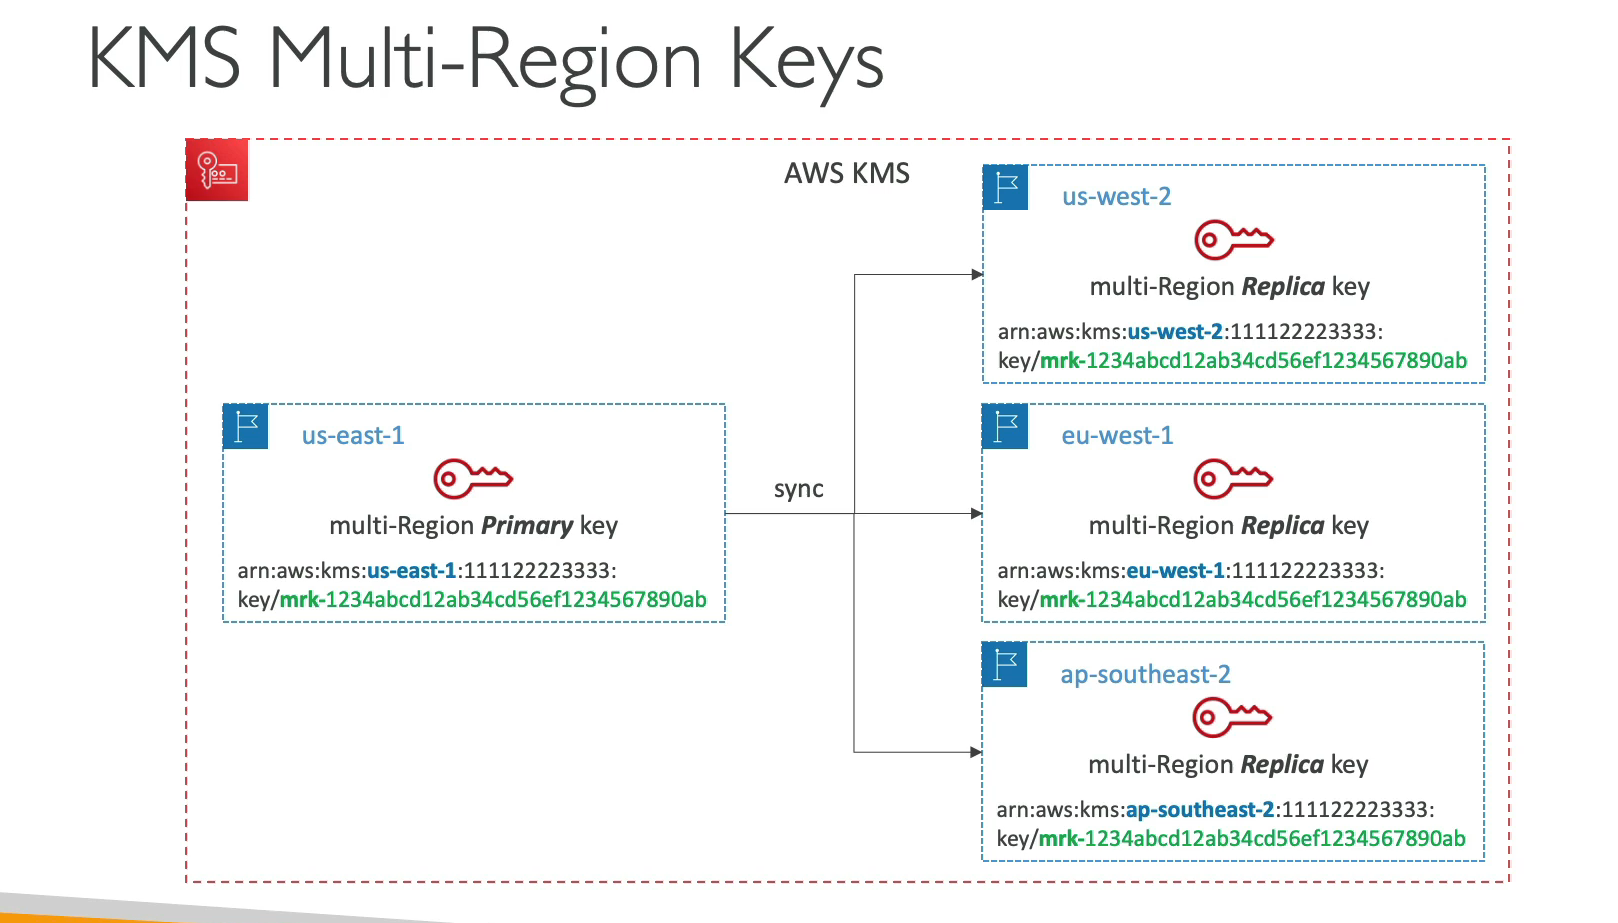 KMS Multi-Region Keys
AWS KMS
us-west-2
multi-Region Replica key
arn:aws:kms:us-west-2:111122223333:
key/mrk-1234abcd12ab34cd56ef1234567890ab
us-east-1
multi-Region Primary key
arn:aws:kms:us-east-1:111122223333:
key/mrk-1234abcd12ab34cd56ef1234567890ab
sync
eu-west-1
multi-Region Replica key
arn:aws:kms:eu-west-1:111122223333:
key/mrk-1234abcd12ab34cd56ef1234567890ab
ap-southeast-2
multi-Region Replica key
arn:aws:kms:ap-southeast-2:111122223333:
key/mrk-1234abcd12ab34cd56ef1234567890ab